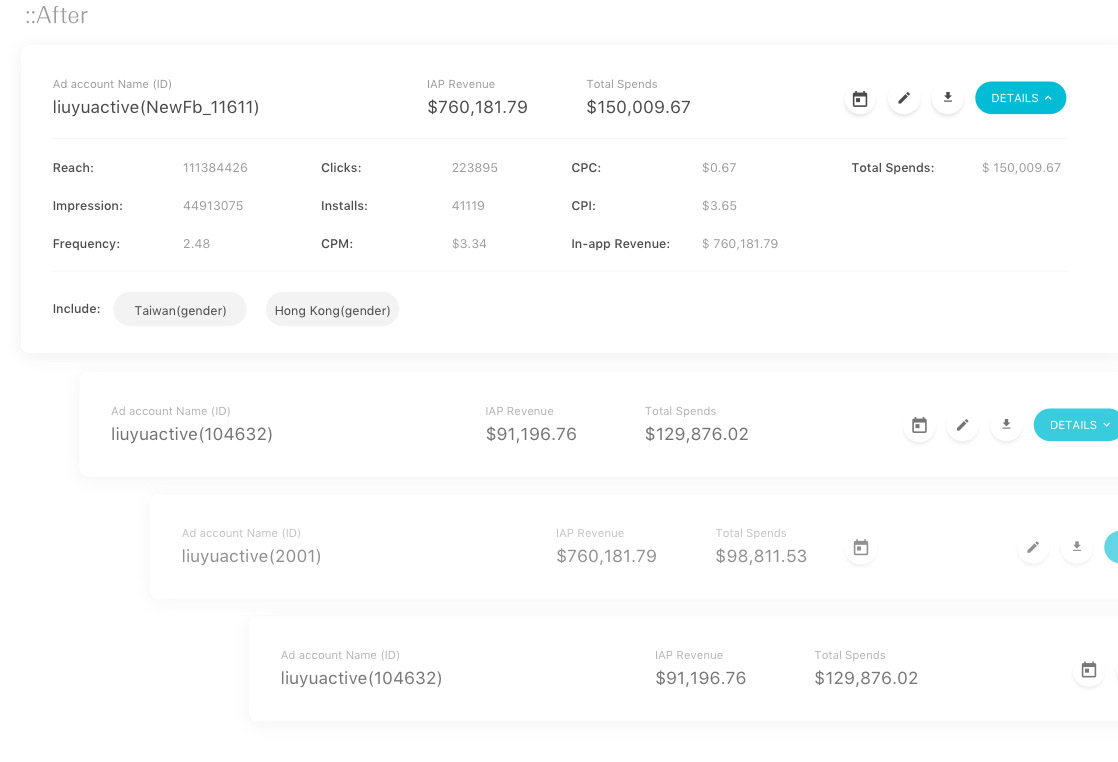 ::After
Ad account Name (ID) IAP Revenue Total Spends
liuyuactive(NewFb_11611) $760,181.79 $150,009.67 DETAILS
Reach: 111384426 Clicks: 223895 CPC: $0.67 Total Spends: $ 150,009.67
Impression: 44913075 Installs: 41119 CPI: $3.65
Frequency: 2.48 CPM: $3.34 In-app Revenue: $ 760,181.79
Include: Taiwan(gender) Hong Kong(gender)
Ad account Name (ID) IAP Revenue Total Spends
liuyuactive(104632) $91,196.76 $129,876.02 DETAILS
Ad account Name (ID) IAP Revenue Total Spends
liuyuactive(2001) $760,181.79 $98,811.53
Ad account Name (ID) IAP Revenue Total Spends
liuyuactive(104632) $91,196.76 $129,876.02